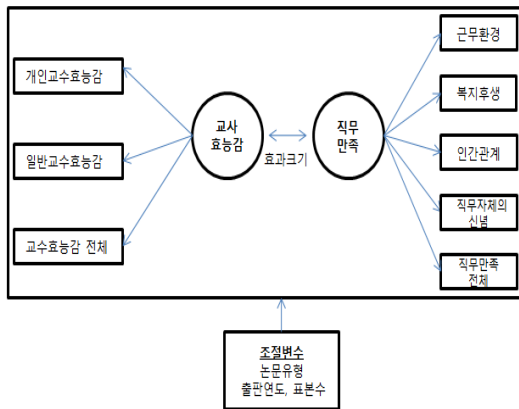 개인교수효능감
일반교수효능감
교수효능감 전체
교사
효능감
효과크기
직무
만족
근무환경
복지후생
인간관계
직무자체의
신념
직무만족
전체
조절변수
논문유형
출판연도, 표본수